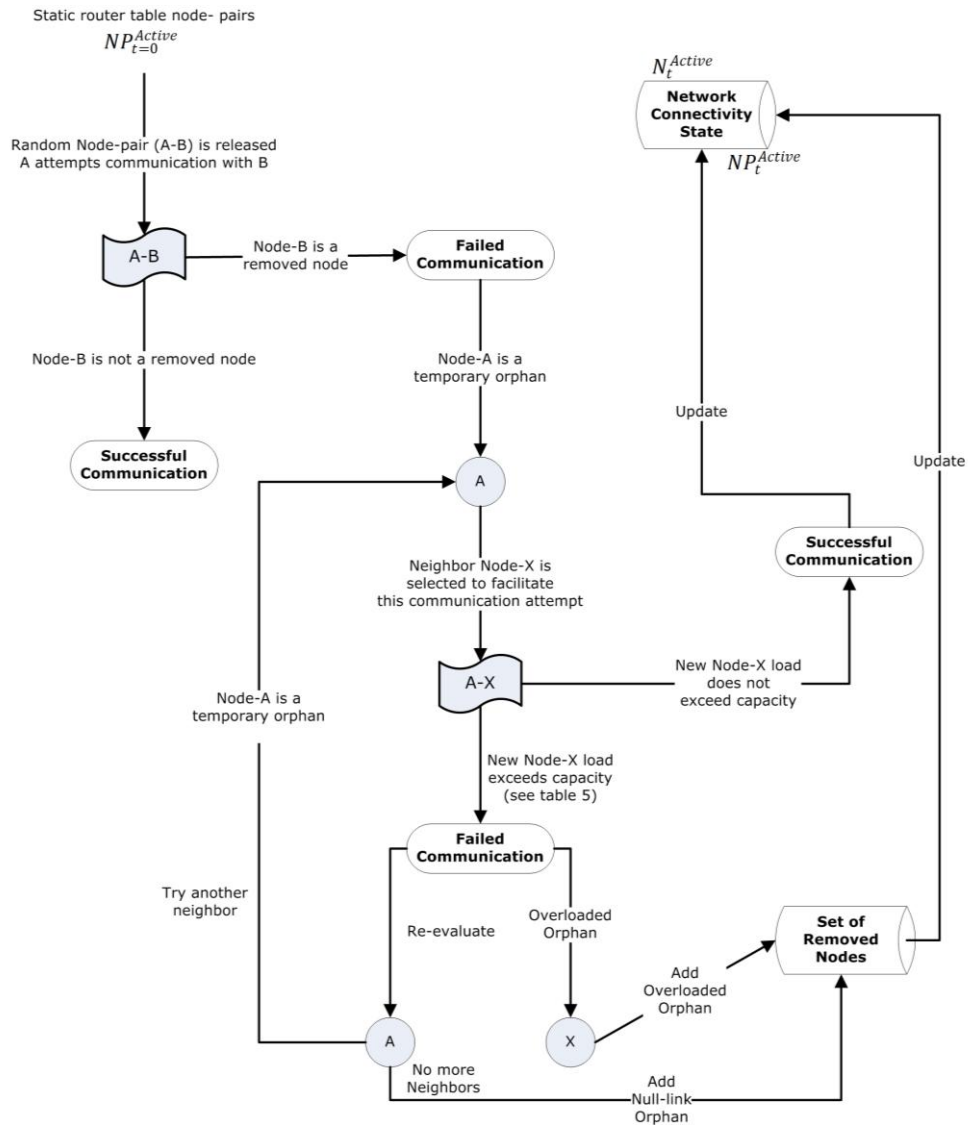 Static router table node- pairs
NP_{t=0}^{Active}
Random Node-pair (A-B) is released
A attempts communication with B
A-B
Node-B is a
removed node
Failed
Communication
Node-B is not a removed node
Successful
Communication
Node-A is a
temporary orphan
A
Neighbor Node-X is
selected to facilitate
this communication attempt
A-X
New Node-X load
does not
exceed capacity
Successful
Communication
Update
N_t^{Active}
Network
Connectivity
State
NP_t^{Active}
Update
Node-A is a
temporary orphan
New Node-X load
exceeds capacity
(see table 5)
Failed
Communication
Try another
neighbor
Re-evaluate
Overloaded
Orphan
A
X
Add
Overloaded
Orphan
Set of
Removed
Nodes
No more
Neighbors
Add
Null-link
Orphan